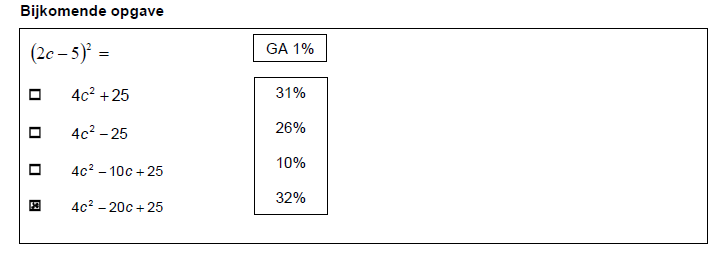 Bijkomende opgave
(2c – 5)² = GA 1%
4c² + 25 31%
4c² – 25 26%
4c² – 10c + 25 10%
4c² – 20c + 25 32%